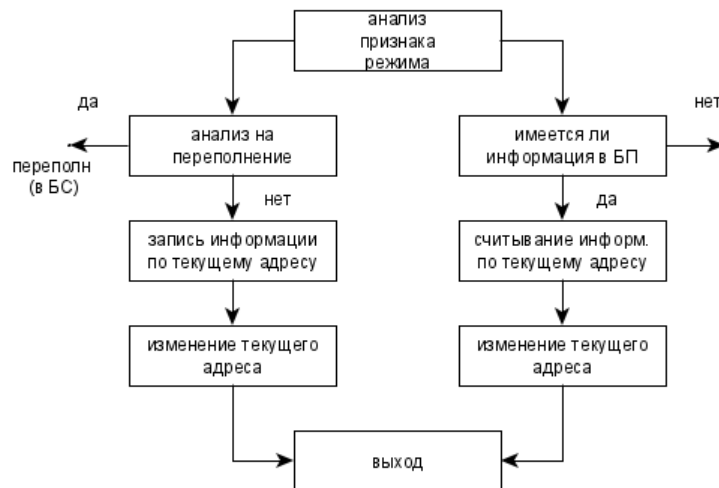 анализ
признака
режима
да
нет
анализ на
переполнение
имеется ли
информация в БП
переполн
(в БС)
нет
да
запись информации
по текущему адресу
считывание информ.
по текущему адресу
изменение текущего
адреса
изменение текущего
адреса
выход